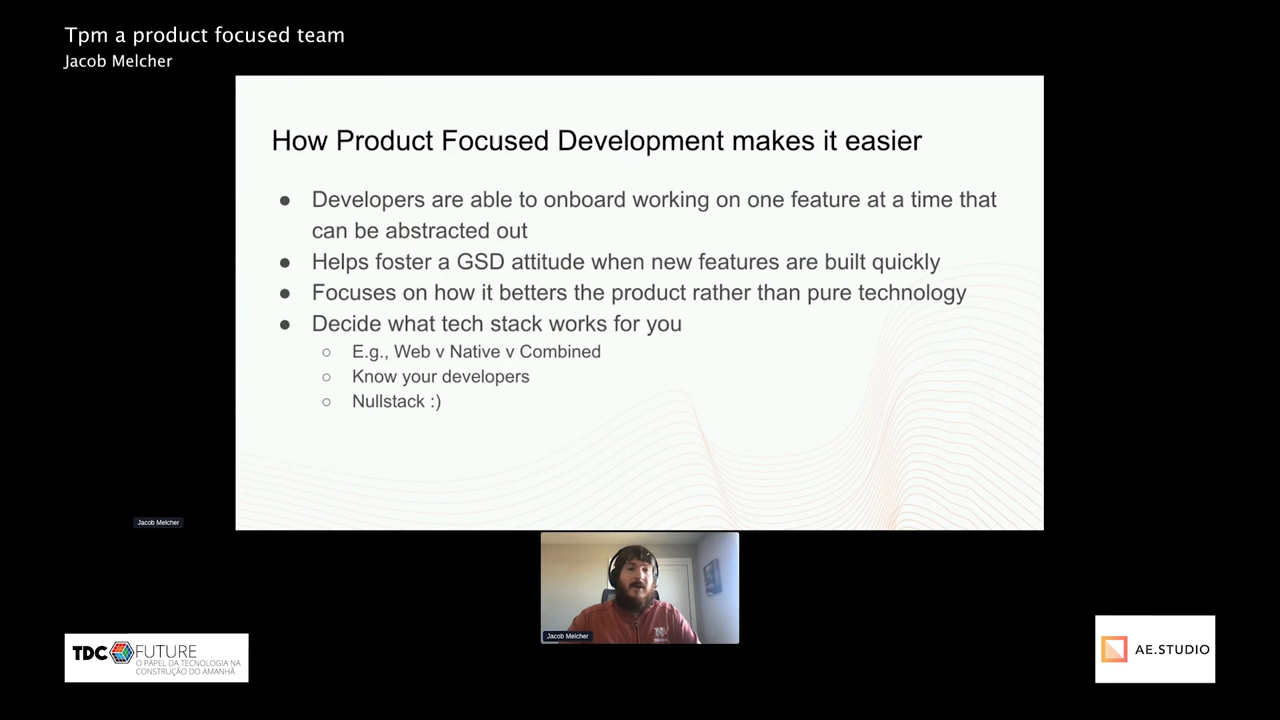 Tpm a product focused team
Jacob Melcher
How Product Focused Development makes it easier
● Developers are able to onboard working on one feature at a time that
can be abstracted out
● Helps foster a GSD attitude when new features are built quickly
● Focuses on how it betters the product rather than pure technology
● Decide what tech stack works for you
○ E.g., Web v Native v Combined
○ Know your developers
○ Nullstack :)
Jacob Melcher
N
Jacob Melcher
TDC FUTURE
O PAPEL DA TECNOLOGIA NA
CONSTRUÇÃO DO AMANHÃ
AE.STUDIO